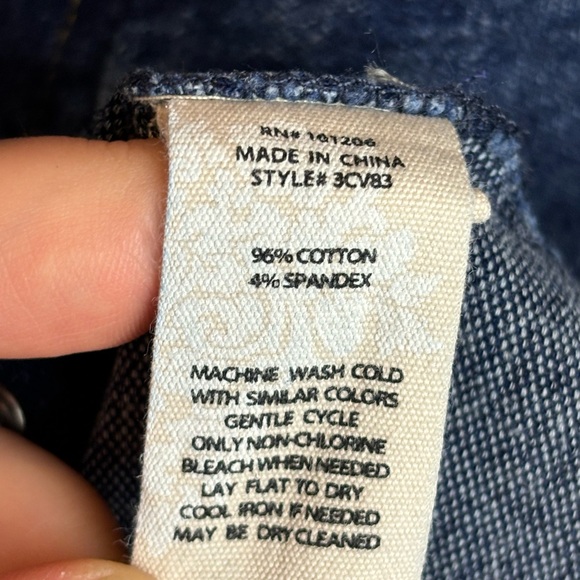 RN# 161206
MADE IN CHINA
STYLE# 3CV83
96% COTTON
4% SPANDEX
MACHINE WASH COLD
WITH SIMILAR COLORS
GENTLE CYCLE
ONLY NON-CHLORINE
BLEACH WHEN NEEDED
LAY FLAT TO DRY
COOL IRON IF NEEDED
MAY BE DRY CLEANED